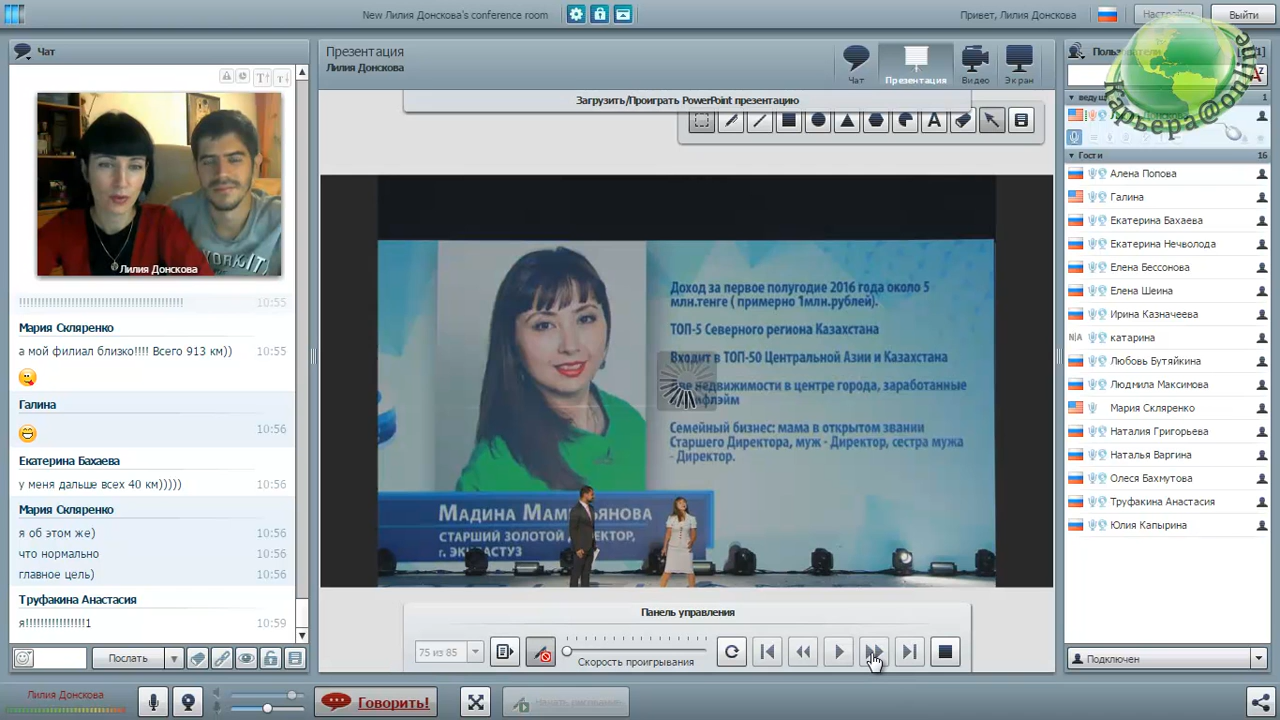 New Лилия Донскова's conference room
Привет, Лилия Донскова
Настройки
Выйти
Чат
Лилия Донскова
!!!!!!!!!!!!!!!!!!!!!!!!!!!!!!!!!!!!!!!!!! 10:55
Мария Скляренко
а мой филиал близко!!!! Всего 913 км)) 10:55
Галина
10:56
Екатерина Бахаева
у меня дальше всех 40 км))))) 10:56
Мария Скляренко
я об этом же) 10:56
что нормально 10:56
главное цель) 10:56
Труфакина Анастасия
я!!!!!!!!!!!!!!!!1 10:59
Послать
Презентация
Лилия Донскова
Чат
Презентация
Видео
Экран
Загрузить/Проиграть PowerPoint презентацию
Доход за первое полугодие 2016 года около 5
млн.тенге ( примерно 1млн.рублей).
ТОП-5 Северного региона Казахстана
Входит в ТОП-50 Центральной Азии и Казахстана
недвижимости в центре города, заработанные
Семейный бизнес: мама в открытом звании
Старшего Директора, муж - Директор, сестра мужа
- Директор.
МАДИНА
СТАРШИЙ ЗОЛОТОЙ
Г.
Панель управления
75 из 85
Скорость проигрывания
Пользователи
карьера@online
ведущ 1
Гости 16
Алена Попова
Галина
Екатерина Бахаева
Екатерина Нечволода
Елена Бессонова
Елена Шеина
Ирина Казначеева
N/A катарина
Любовь Бутяйкина
Людмила Максимова
Мария Скляренко
Наталия Григорьева
Наталья Варгина
Олеся Бахмутова
Труфакина Анастасия
Юлия Капырина
Подключен
Лилия Донскова
Говорить!